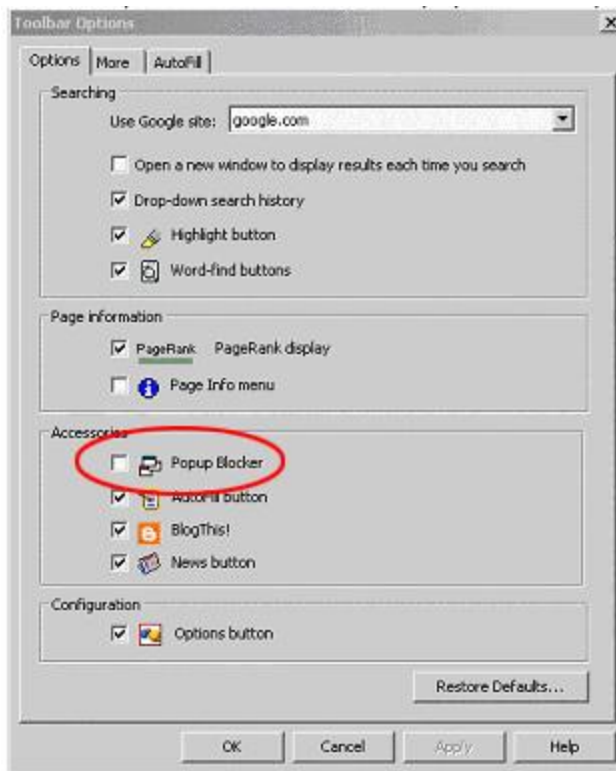 Toolbar Options
Options More AutoFill
Searching
Use Google site: google.com
Open a new window to display results each time you search
Drop-down search history
Highlight button
Word-find buttons
Page information
PageRank PageRank display
Page Info menu
Accessories
Popup Blocker
AutoFill button
BlogThis!
News button
Configuration
Options button
Restore Defaults...
OK Cancel Apply Help